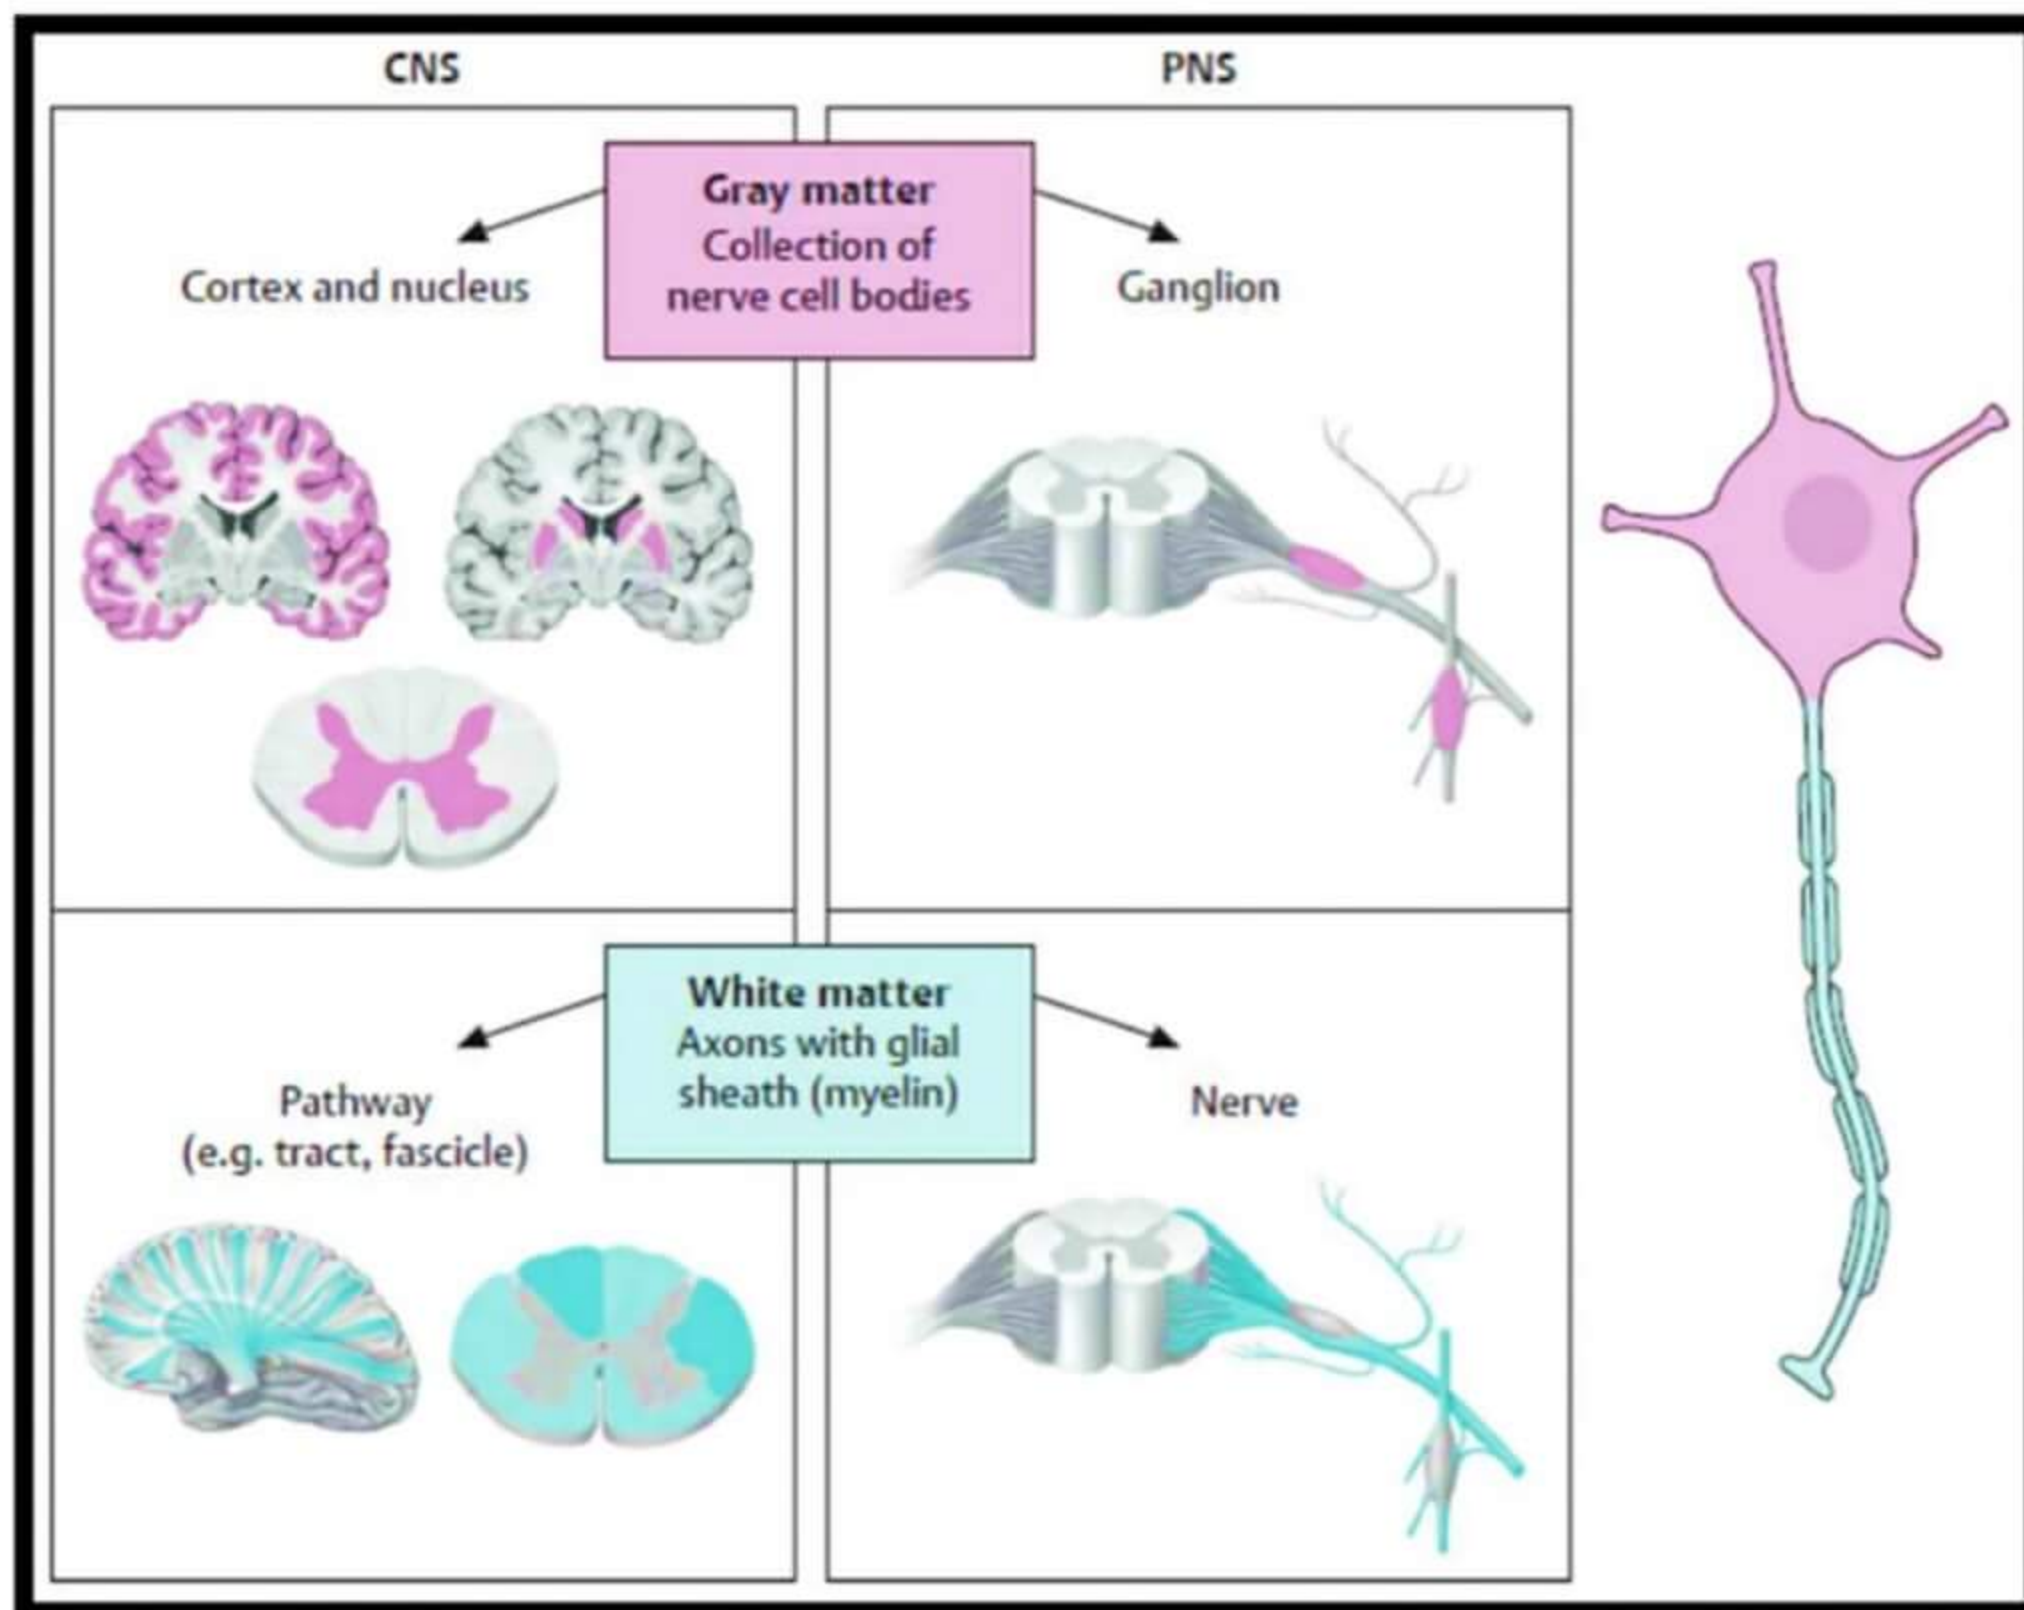 CNS
PNS
Gray matter
Collection of
nerve cell bodies
Cortex and nucleus
Ganglion
White matter
Axons with glial
sheath (myelin)
Pathway
(e.g. tract, fascicle)
Nerve